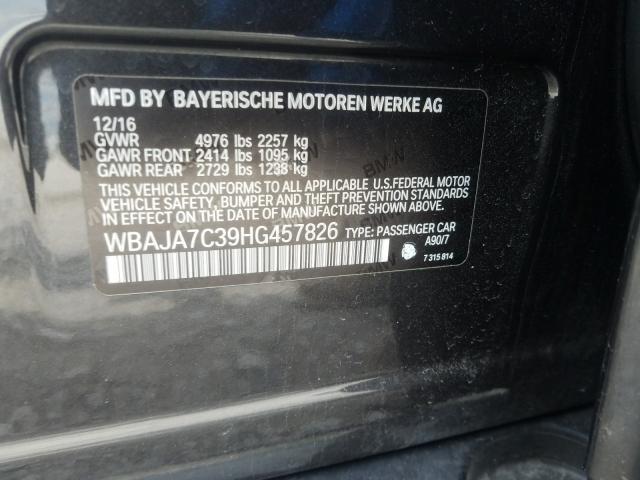 MFD BY BAYERISCHE MOTOREN WERKE AG
12/16
GVWR 4976 lbs 2257 kg
GAWR FRONT 2414 lbs 1095 kg
GAWR REAR 2729 lbs 1238 kg
THIS VEHICLE CONFORMS TO ALL APPLICABLE U.S.FEDERAL MOTOR
VEHICLE SAFETY, BUMPER AND THEFT PREVENTION STANDARDS
IN EFFECT ON THE DATE OF MANUFACTURE SHOWN ABOVE.
WBAJA7C39HG457826 TYPE: PASSENGER CAR
A90/7
7 315 814
BMW